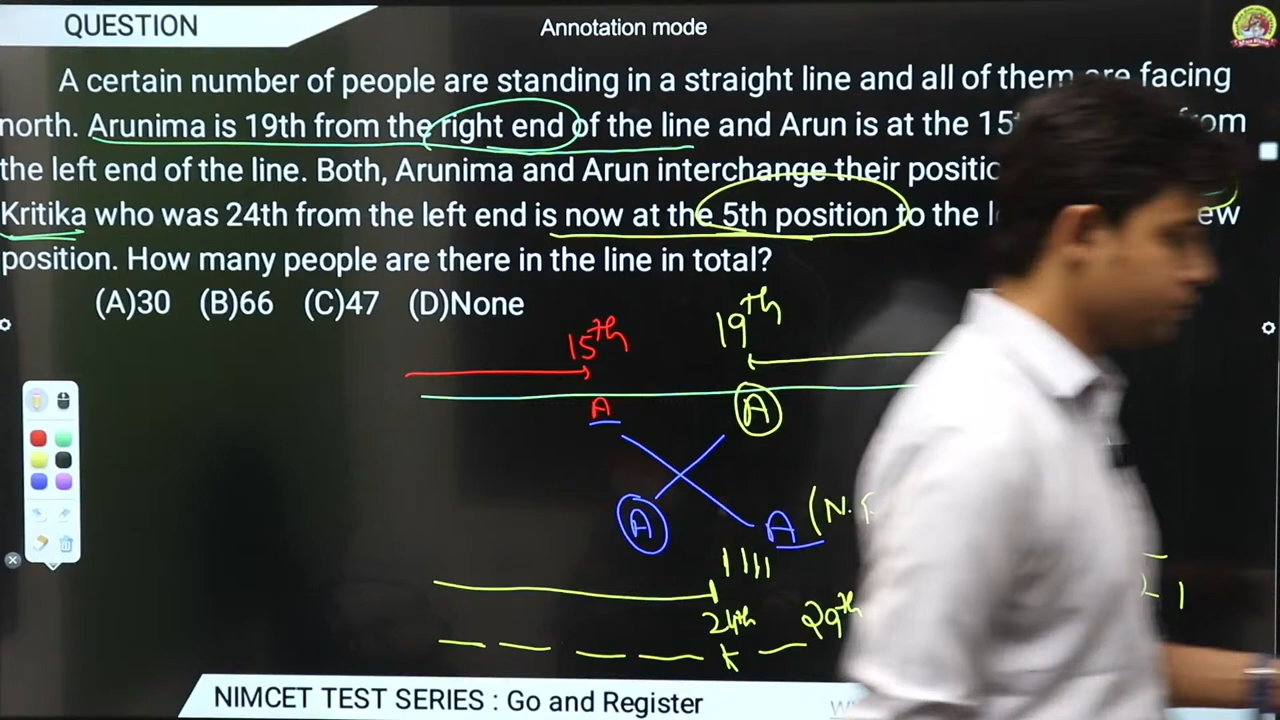 QUESTION
Annotation mode
A certain number of people are standing in a straight line and all of them are facing
north. Arunima is 19th from the right end of the line and Arun is at the 15 from
the left end of the line. Both, Arunima and Arun interchange their
Kritika who was 24th from the left end is now at the 5th position to the
position. How many people are there in the line in total?
(A)30 (B)66 (C)47 (D)None
15th 19th
A A
A A (N.
24th 29th
K
- 1
NIMCET TEST SERIES : Go and Register